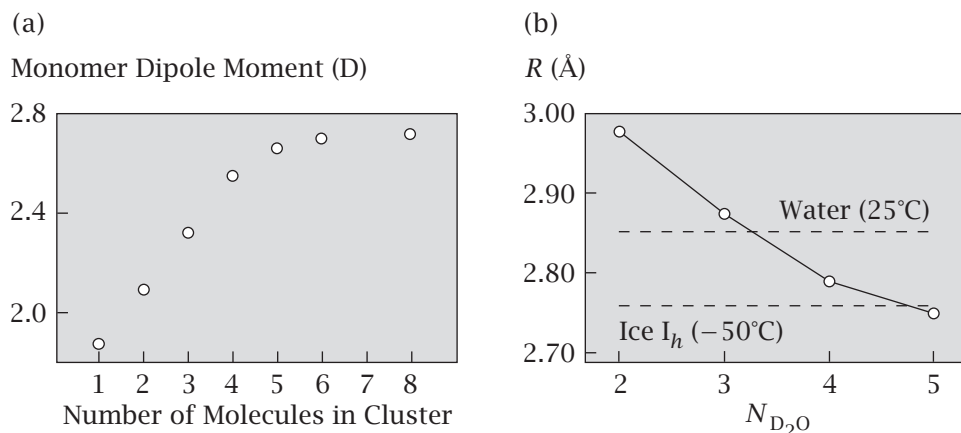 (a)
Monomer Dipole Moment (D)
2.8
2.4
2.0
1 2 3 4 5 6 7 8
Number of Molecules in Cluster
(b)
R (Å)
3.00
2.90
2.80
2.70
Water (25°C)
Ice I_h (−50°C)
2 3 4 5
N_D₂O